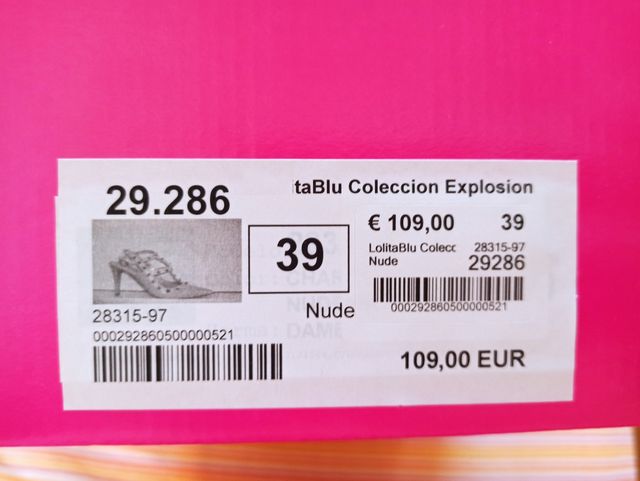 29.286
taBlu Coleccion Explosion
€ 109,00 39
39
LolitaBlu Colecc 28315-97
Nude 29286
000292860500000521
28315-97
Nude
000292860500000521
109,00 EUR